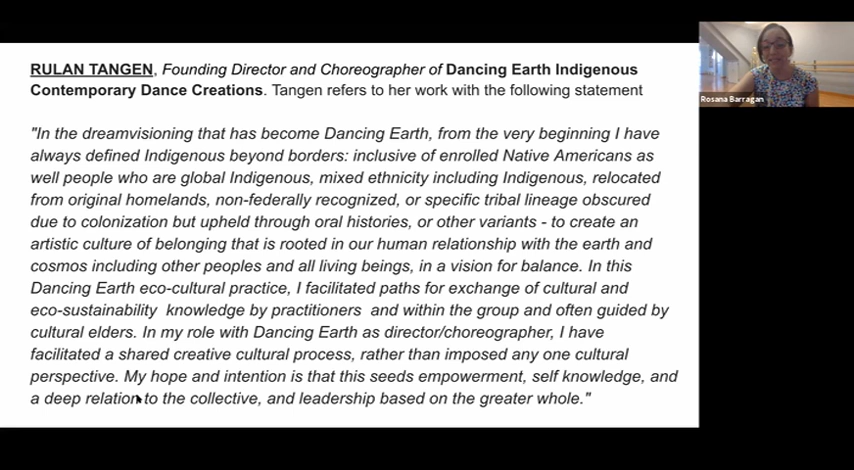 RULAN TANGEN, Founding Director and Choreographer of Dancing Earth Indigenous
Contemporary Dance Creations. Tangen refers to her work with the following statement
"In the dreamvisioning that has become Dancing Earth, from the very beginning I have
always defined Indigenous beyond borders: inclusive of enrolled Native Americans as
well people who are global Indigenous, mixed ethnicity including Indigenous, relocated
from original homelands, non-federally recognized, or specific tribal lineage obscured
due to colonization but upheld through oral histories, or other variants - to create an
artistic culture of belonging that is rooted in our human relationship with the earth and
cosmos including other peoples and all living beings, in a vision for balance. In this
Dancing Earth eco-cultural practice, I facilitated paths for exchange of cultural and
eco-sustainability  knowledge by practitioners  and within the group and often guided by
cultural elders. In my role with Dancing Earth as director/choreographer, I have
facilitated a shared creative cultural process, rather than imposed any one cultural
perspective. My hope and intention is that this seeds empowerment, self knowledge, and
a deep relation to the collective, and leadership based on the greater whole."
Rosana Barragan